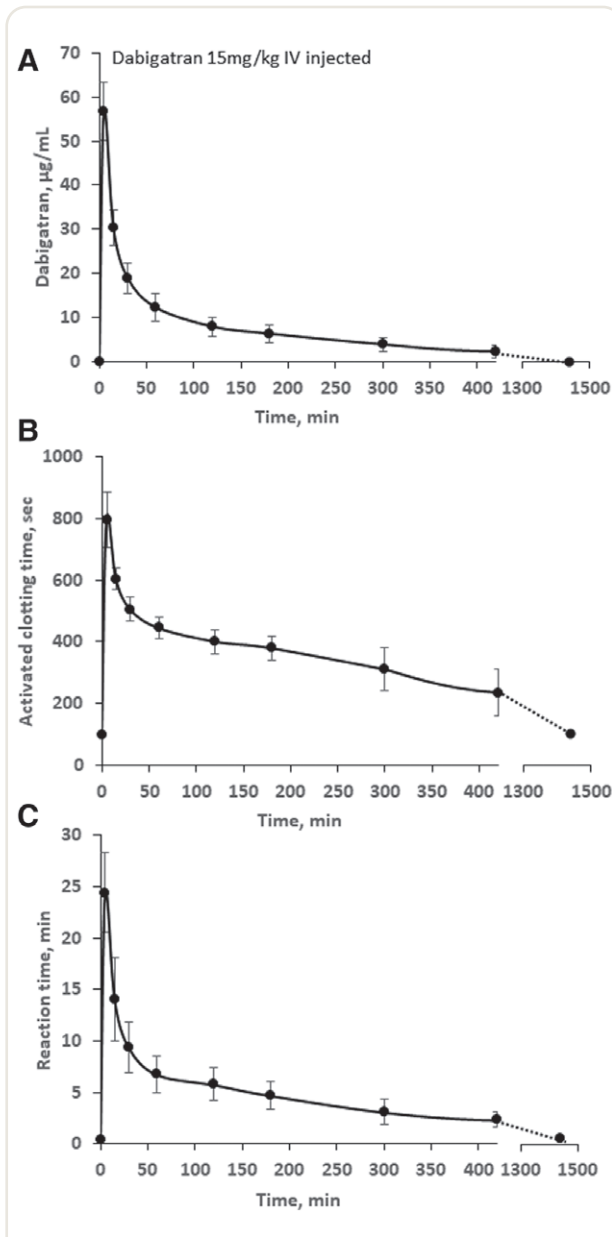 A
Dabigatran 15mg/kg IV injected
Dabigatran, µg/mL
70
60
50
40
30
20
10
0
0 50 100 150 200 250 300 350 400 1300 1500
Time, min
B
Activated clotting time, sec
1000
800
600
400
200
0
0 50 100 150 200 250 300 350 400 1300 1500
Time, min
C
Reaction time, min
30
25
20
15
10
5
0
0 50 100 150 200 250 300 350 400 1300 1500
Time, min